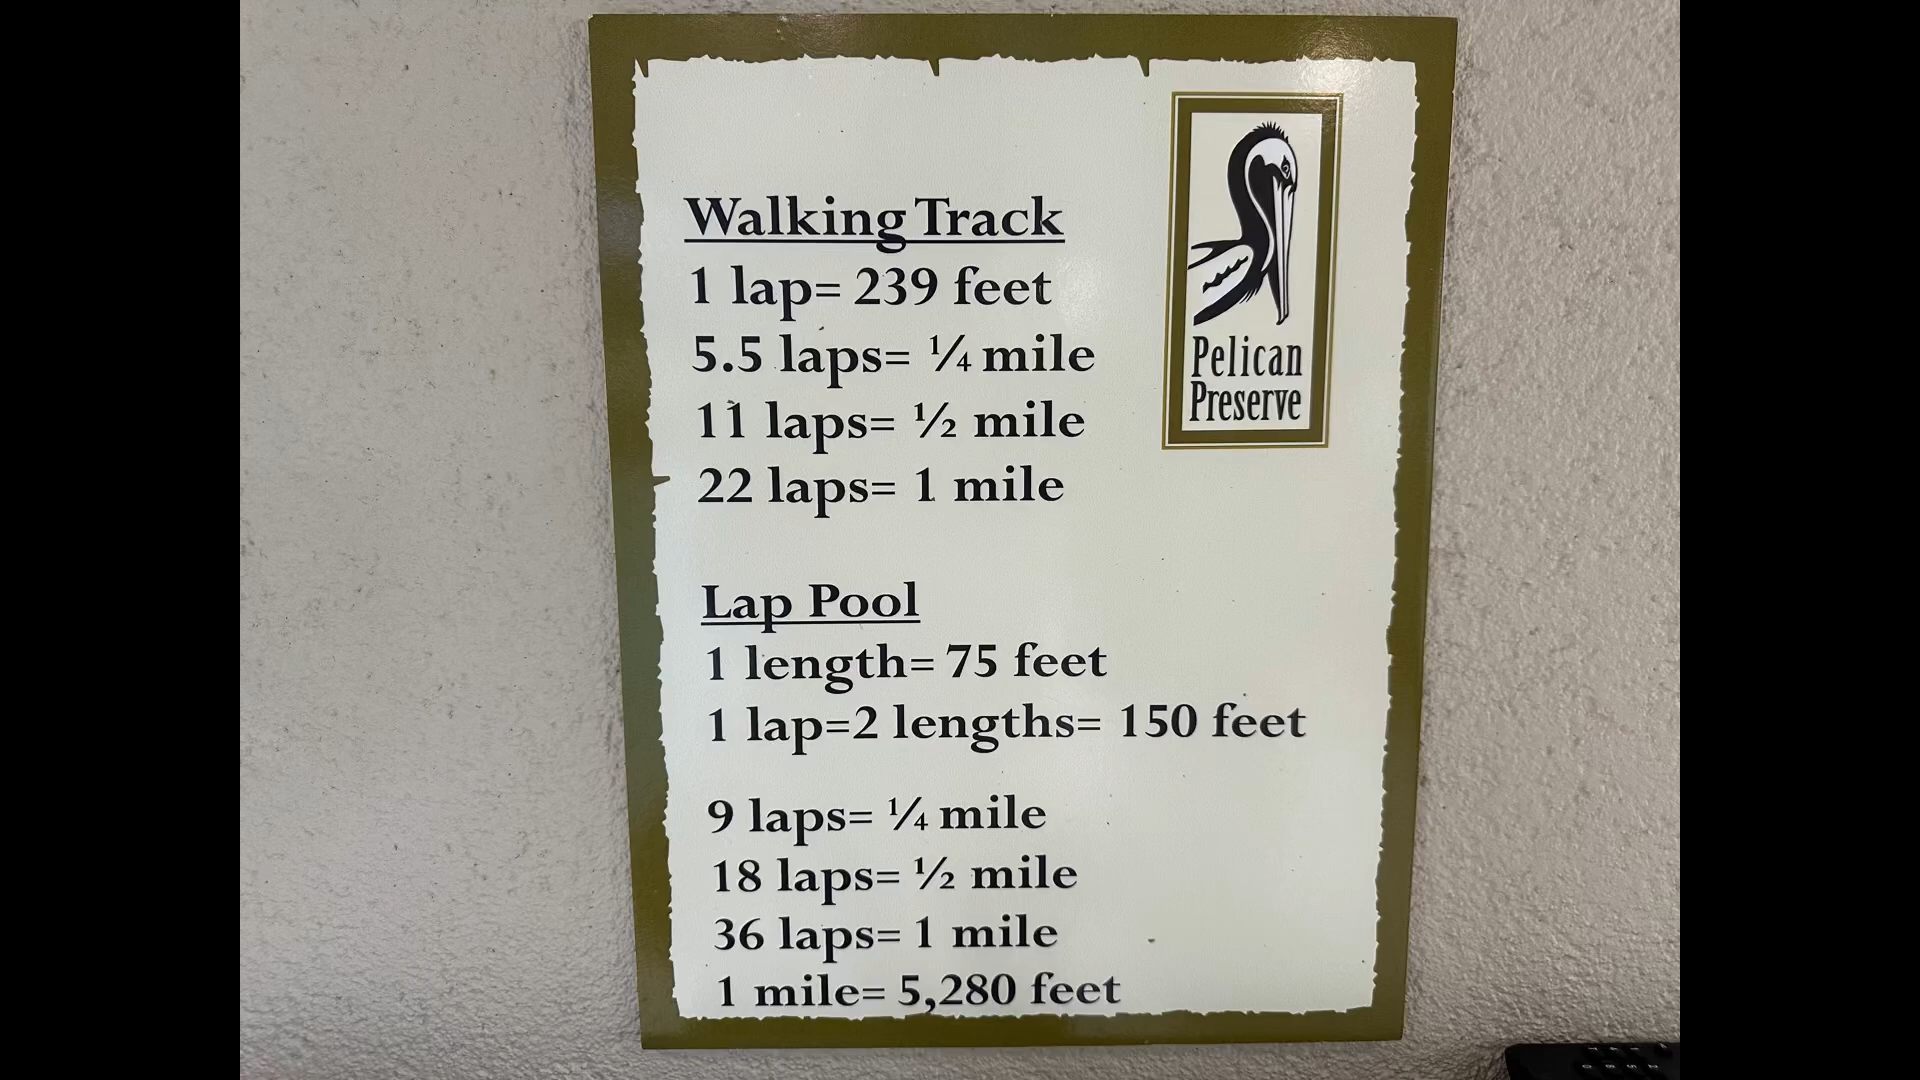 Walking Track
1 lap= 239 feet
5.5 laps= ¼ mile
11 laps= ½ mile
22 laps= 1 mile
Pelican
Preserve
Lap Pool
1 length= 75 feet
1 lap=2 lengths= 150 feet
9 laps= ¼ mile
18 laps= ½ mile
36 laps= 1 mile
1 mile= 5,280 feet